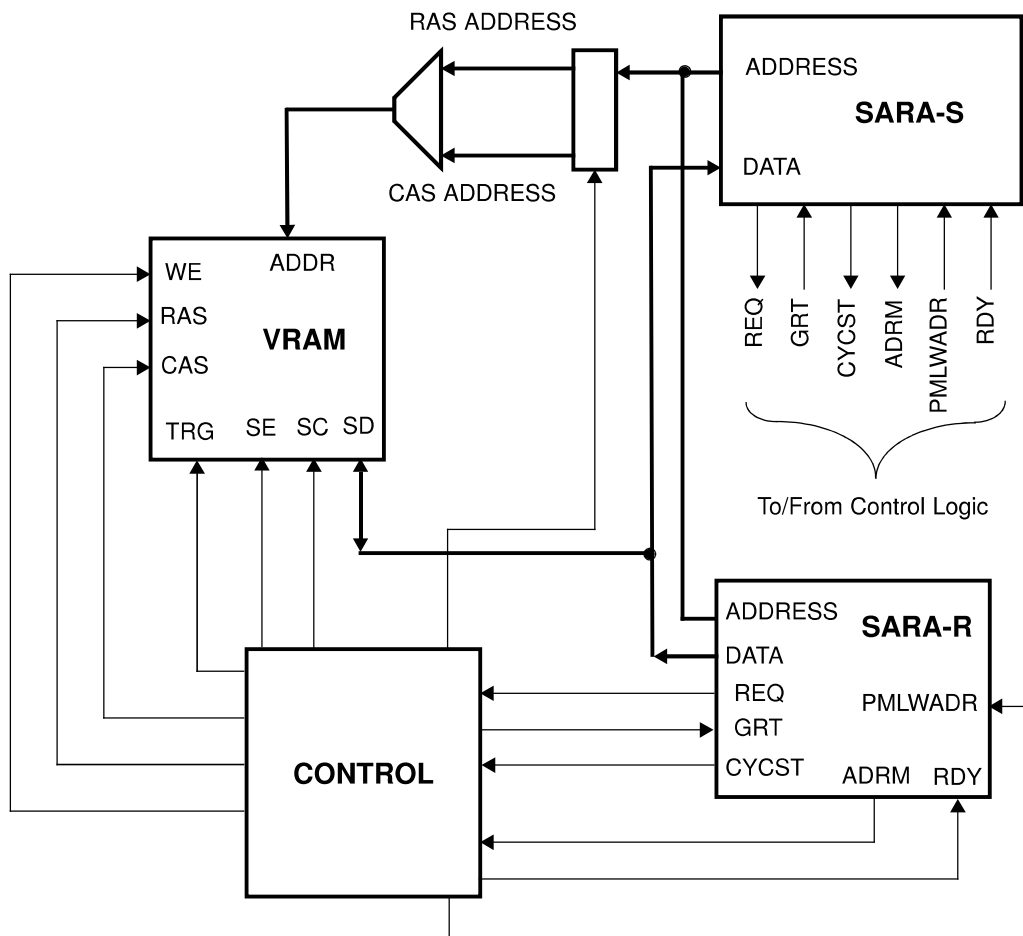 RAS ADDRESS
ADDRESS
SARA-S
DATA
CAS ADDRESS
REQ
GRT
CYCST
ADRM
PMLWADR
RDY
To/From Control Logic
ADDR
WE
RAS
VRAM
CAS
TRG
SE
SC
SD
ADDRESS
SARA-R
DATA
REQ
PMLWADR
GRT
CYCST
ADRM
RDY
CONTROL